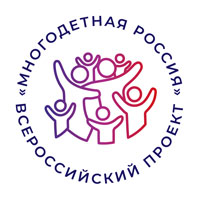 «МНОГОДЕТНАЯ РОССИЯ»
ВСЕРОССИЙСКИЙ ПРОЕКТ